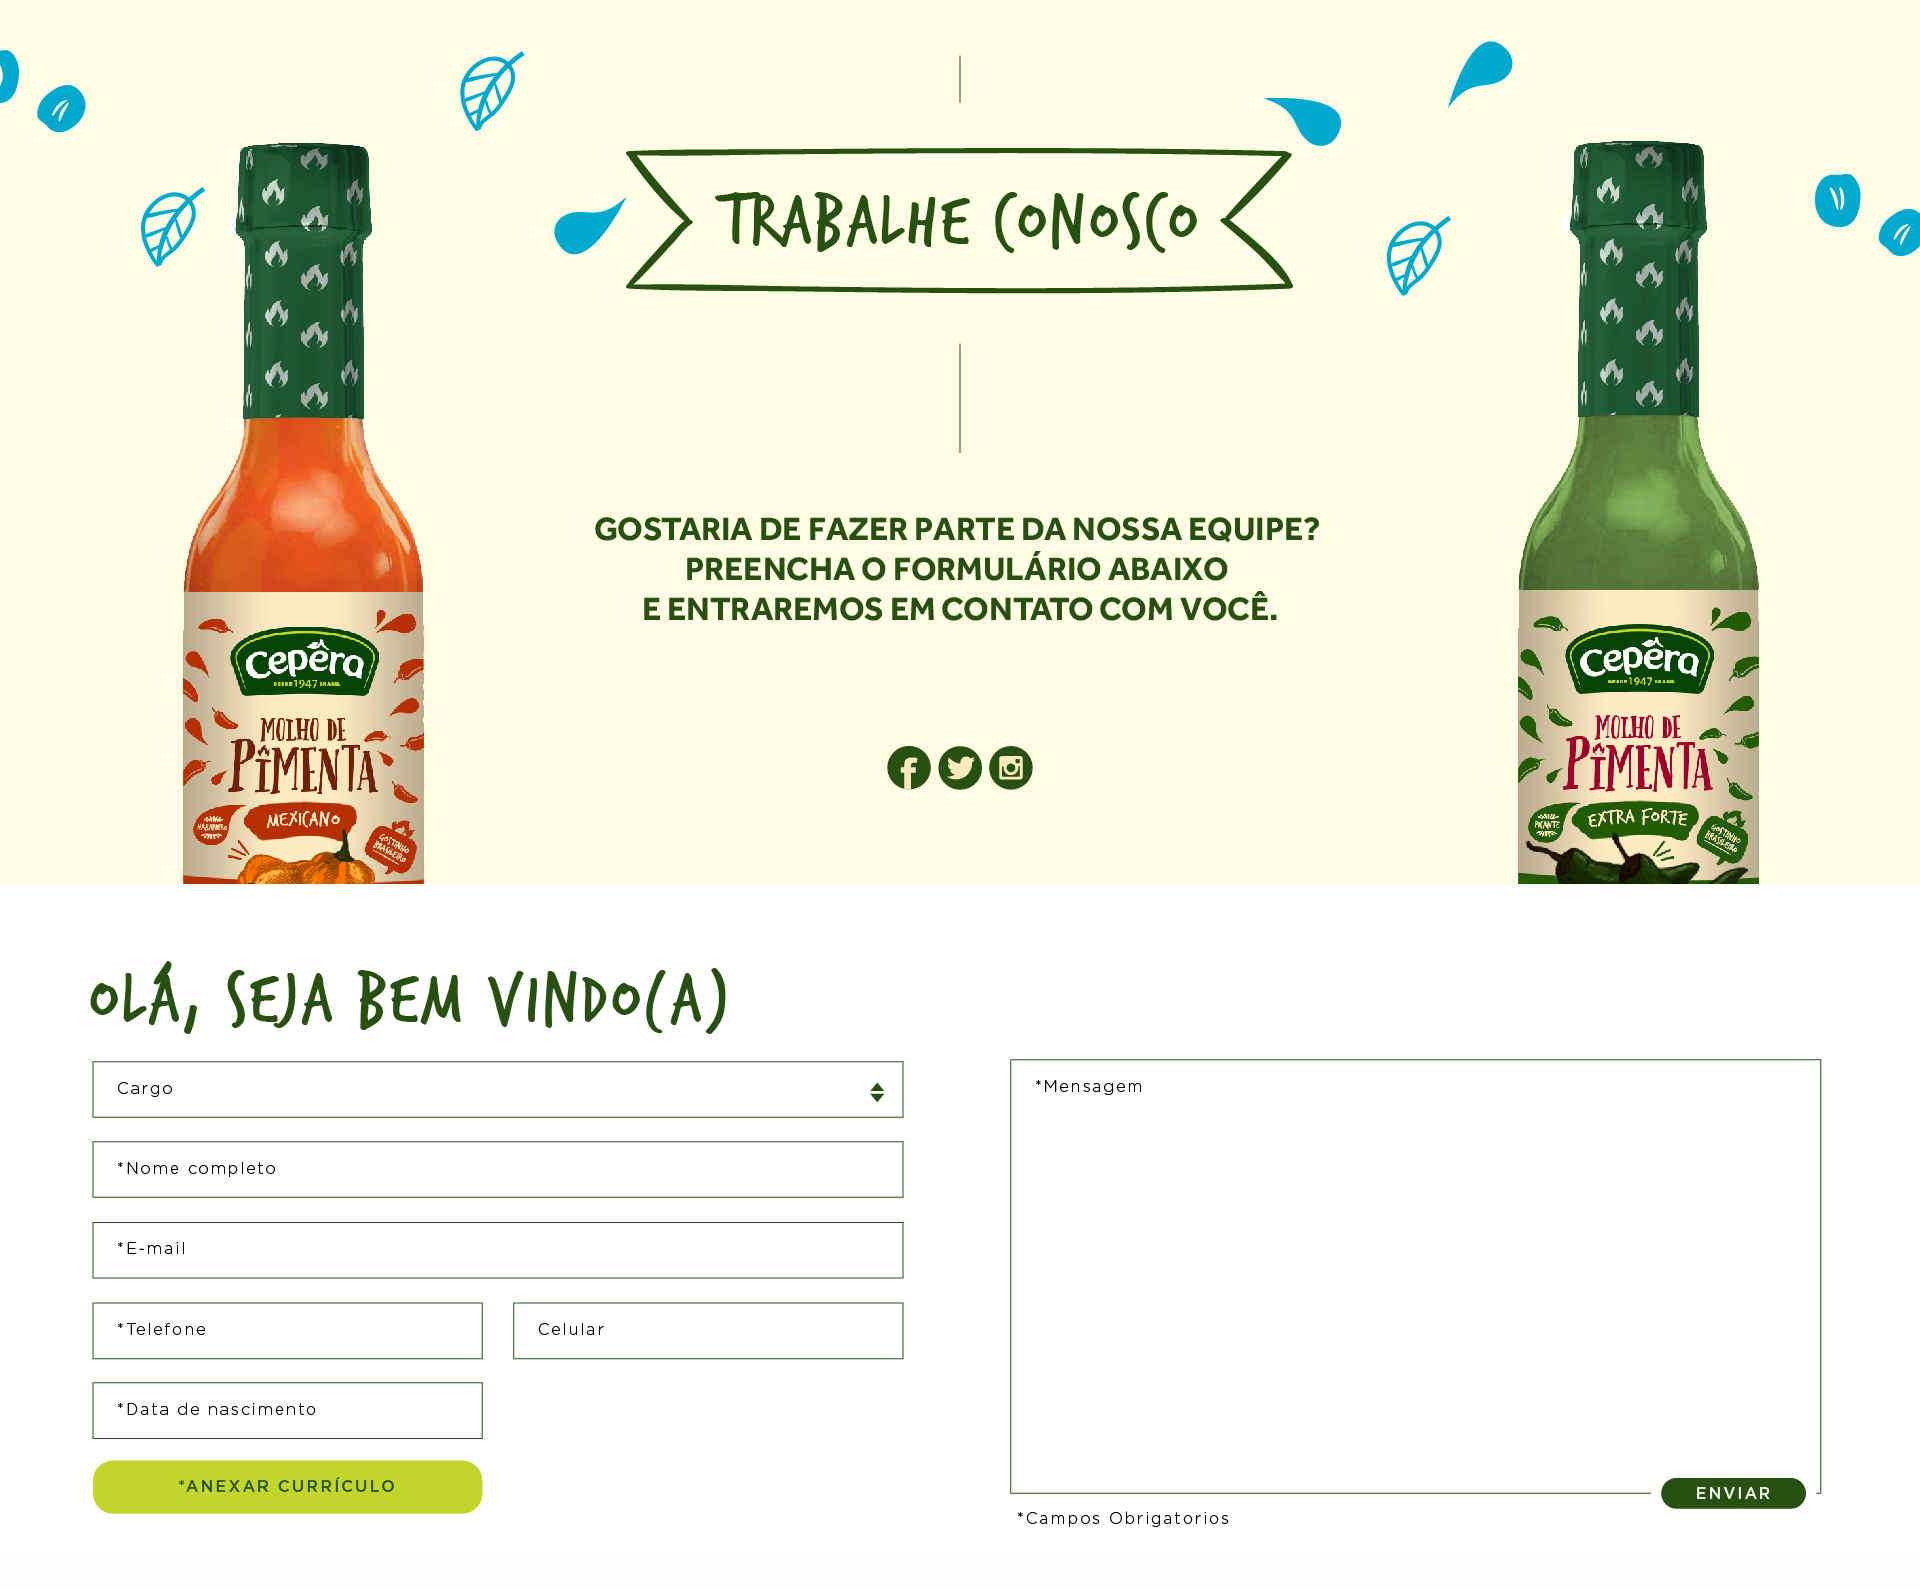 TRABALHE CONOSCO
GOSTARIA DE FAZER PARTE DA NOSSA EQUIPE?
PREENCHA O FORMULÁRIO ABAIXO
E ENTRAREMOS EM CONTATO COM VOCÊ.
Cepêra
DESDE 1947 BRASIL
MOLHO DE
PIMENTA
HABANERO
MEXICANO
GOSTINHO
BRASILEIRO
Cepêra
DESDE 1947 BRASIL
MOLHO DE
PIMENTA
PICANTE
EXTRA FORTE
GOSTINHO
BRASILEIRO
OLÁ, SEJA BEM VINDO(A)
Cargo
*Nome completo
*E-mail
*Telefone
Celular
*Data de nascimento
*ANEXAR CURRÍCULO
*Mensagem
ENVIAR
*Campos Obrigatorios